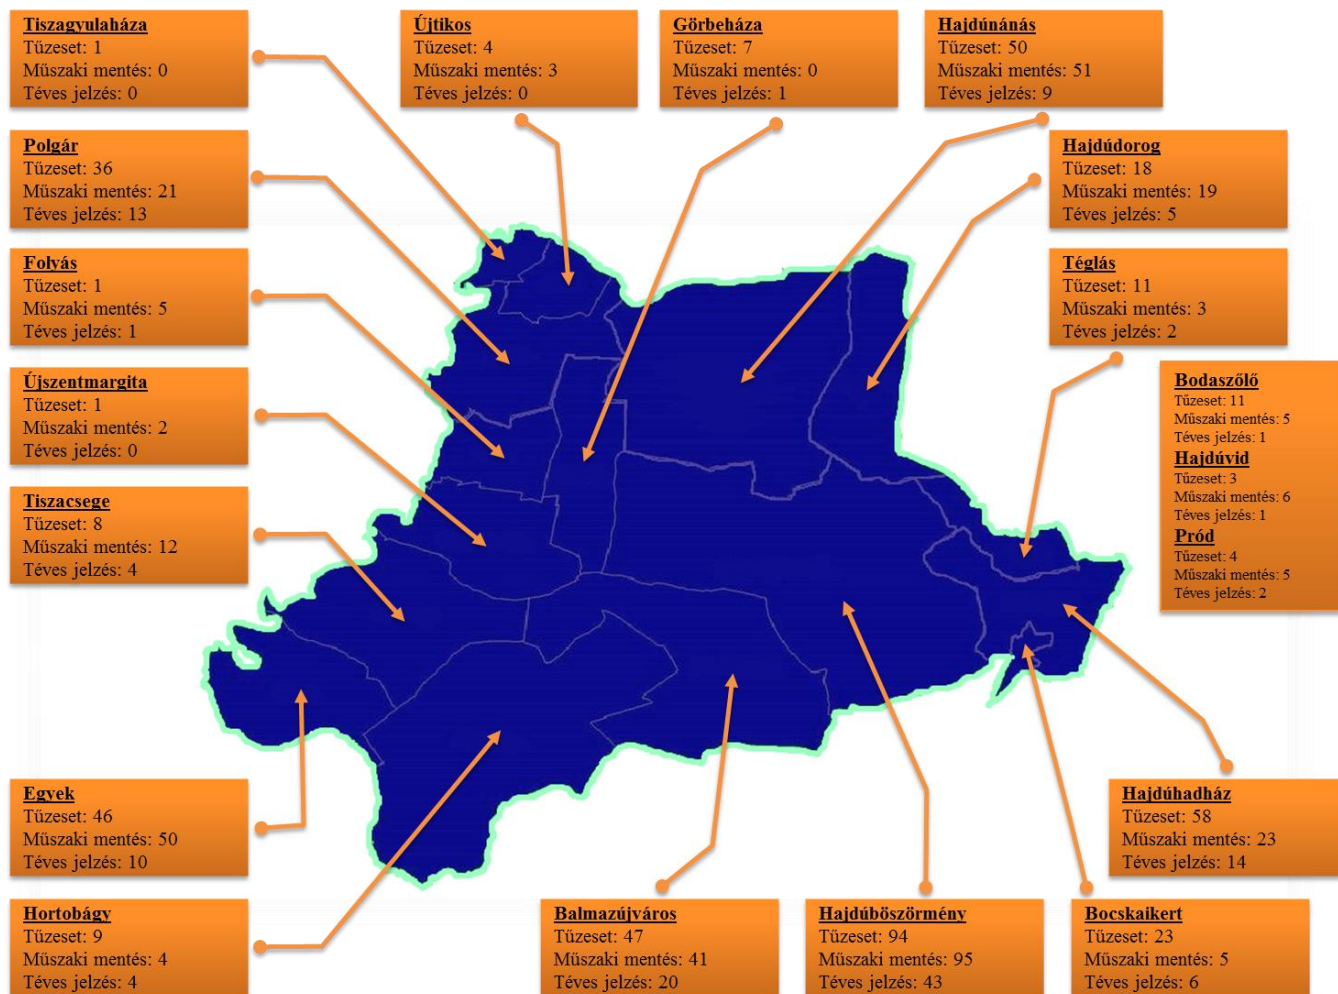 Tiszagyulaháza
Tűzeset: 1
Műszaki mentés: 0
Téves jelzés: 0
Újtikos
Tűzeset: 4
Műszaki mentés: 3
Téves jelzés: 0
Görbeháza
Tűzeset: 7
Műszaki mentés: 0
Téves jelzés: 1
Hajdúnánás
Tűzeset: 50
Műszaki mentés: 51
Téves jelzés: 9
Polgár
Tűzeset: 36
Műszaki mentés: 21
Téves jelzés: 13
Hajdúdorog
Tűzeset: 18
Műszaki mentés: 19
Téves jelzés: 5
Folyás
Tűzeset: 1
Műszaki mentés: 5
Téves jelzés: 1
Téglás
Tűzeset: 11
Műszaki mentés: 3
Téves jelzés: 2
Újszentmargita
Tűzeset: 1
Műszaki mentés: 2
Téves jelzés: 0
Bodaszőlő
Tűzeset: 11
Műszaki mentés: 5
Téves jelzés: 1
Hajdúvid
Tűzeset: 3
Műszaki mentés: 6
Téves jelzés: 1
Pród
Tűzeset: 4
Műszaki mentés: 5
Téves jelzés: 2
Tiszacsege
Tűzeset: 8
Műszaki mentés: 12
Téves jelzés: 4
Egyek
Tűzeset: 46
Műszaki mentés: 50
Téves jelzés: 10
Hajdúhadház
Tűzeset: 58
Műszaki mentés: 23
Téves jelzés: 14
Hortobágy
Tűzeset: 9
Műszaki mentés: 4
Téves jelzés: 4
Balmazújváros
Tűzeset: 47
Műszaki mentés: 41
Téves jelzés: 20
Hajdúböszörmény
Tűzeset: 94
Műszaki mentés: 95
Téves jelzés: 43
Bocskaikert
Tűzeset: 23
Műszaki mentés: 5
Téves jelzés: 6